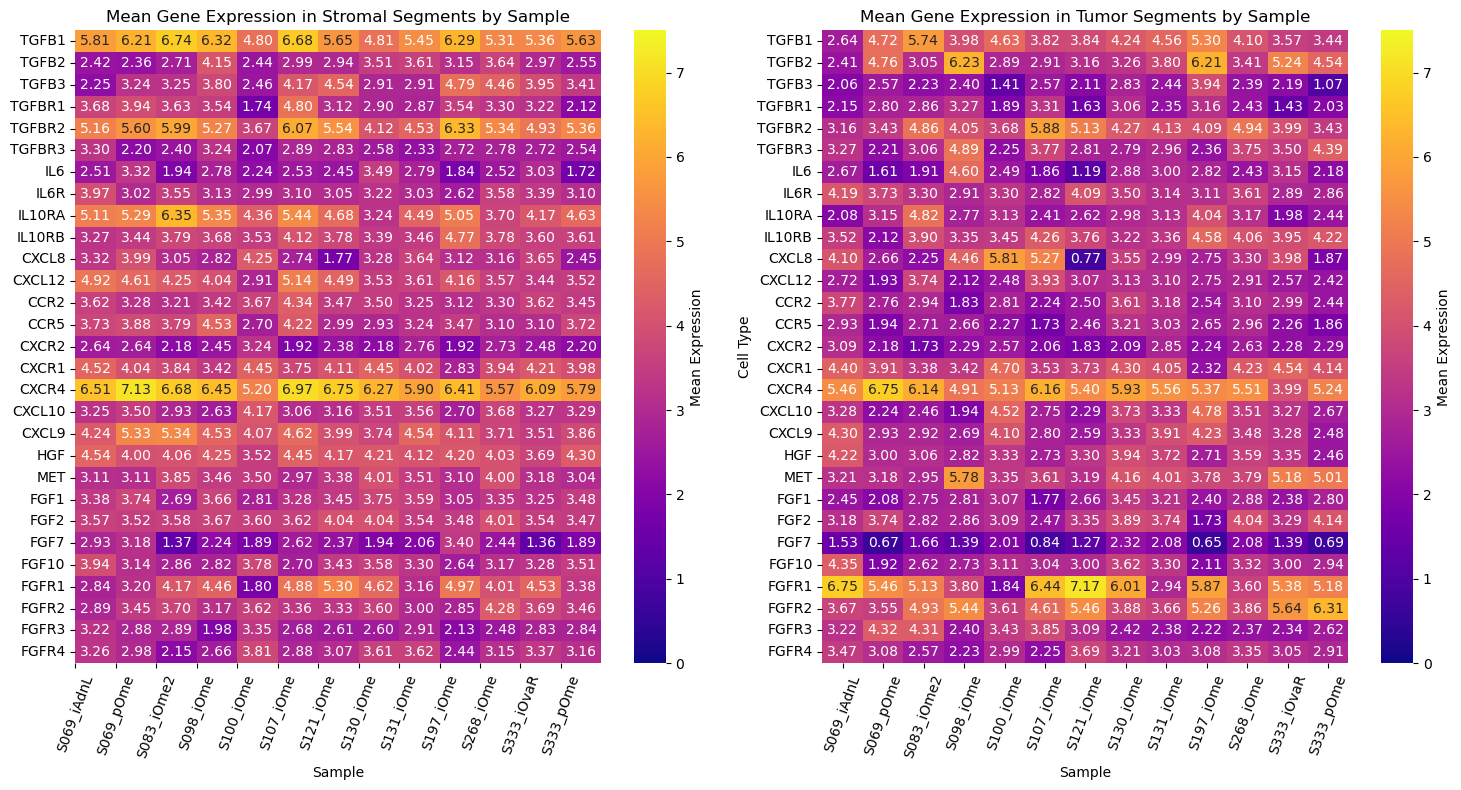 Mean Gene Expression in Stromal Segments by Sample
TGFB1 5.81 6.21 6.74 6.32 4.80 6.68 5.65 4.81 5.45 6.29 5.31 5.36 5.63
TGFB2 2.42 2.36 2.71 4.15 2.44 2.99 2.94 3.51 3.61 3.15 3.64 2.97 2.55
TGFB3 2.25 3.24 3.25 3.80 2.46 4.17 4.54 2.91 2.91 4.79 4.46 3.95 3.41
TGFBR1 3.68 3.94 3.63 3.54 1.74 4.80 3.12 2.90 2.87 3.54 3.30 3.22 2.12
TGFBR2 5.16 5.60 5.99 5.27 3.67 6.07 5.54 4.12 4.53 6.33 5.34 4.93 5.36
TGFBR3 3.30 2.20 2.40 3.24 2.07 2.89 2.83 2.58 2.33 2.72 2.78 2.72 2.54
IL6 2.51 3.32 1.94 2.78 2.24 2.53 2.45 3.49 2.79 1.84 2.52 3.03 1.72
IL6R 3.97 3.02 3.55 3.13 2.99 3.10 3.05 3.22 3.03 2.62 3.58 3.39 3.10
IL10RA 5.11 5.29 6.35 5.35 4.36 5.44 4.68 3.24 4.49 5.05 3.70 4.17 4.63
IL10RB 3.27 3.44 3.79 3.68 3.53 4.12 3.78 3.39 3.46 4.77 3.78 3.60 3.61
CXCL8 3.32 3.99 3.05 2.82 4.25 2.74 1.77 3.28 3.64 3.12 3.16 3.65 2.45
CXCL12 4.92 4.61 4.25 4.04 2.91 5.14 4.49 3.53 3.61 4.16 3.57 3.44 3.52
CCR2 3.62 3.28 3.21 3.42 3.67 4.34 3.47 3.50 3.25 3.12 3.30 3.62 3.45
CCR5 3.73 3.88 3.79 4.53 2.70 4.22 2.99 2.93 3.24 3.47 3.10 3.10 3.72
CXCR2 2.64 2.64 2.18 2.45 3.24 1.92 2.38 2.18 2.76 1.92 2.73 2.48 2.20
CXCR1 4.52 4.04 3.84 3.42 4.45 3.75 4.11 4.45 4.02 2.83 3.94 4.21 3.98
CXCR4 6.51 7.13 6.68 6.45 5.20 6.97 6.75 6.27 5.90 6.41 5.57 6.09 5.79
CXCL10 3.25 3.50 2.93 2.63 4.17 3.06 3.16 3.51 3.56 2.70 3.68 3.27 3.29
CXCL9 4.24 5.33 5.34 4.53 4.07 4.62 3.99 3.74 4.54 4.11 3.71 3.51 3.86
HGF 4.54 4.00 4.06 4.25 3.52 4.45 4.17 4.21 4.12 4.20 4.03 3.69 4.30
MET 3.11 3.11 3.85 3.46 3.50 2.97 3.38 4.01 3.51 3.10 4.00 3.18 3.04
FGF1 3.38 3.74 2.69 3.66 2.81 3.28 3.45 3.75 3.59 3.05 3.35 3.25 3.48
FGF2 3.57 3.52 3.58 3.67 3.60 3.62 4.04 4.04 3.54 3.48 4.01 3.54 3.47
FGF7 2.93 3.18 1.37 2.24 1.89 2.62 2.37 1.94 2.06 3.40 2.44 1.36 1.89
FGF10 3.94 3.14 2.86 2.82 3.78 2.70 3.43 3.58 3.30 2.64 3.17 3.28 3.51
FGFR1 2.84 3.20 4.17 4.46 1.80 4.88 5.30 4.62 3.16 4.97 4.01 4.53 3.38
FGFR2 2.89 3.45 3.70 3.17 3.62 3.36 3.33 3.60 3.00 2.85 4.28 3.69 3.46
FGFR3 3.22 2.88 2.89 1.98 3.35 2.68 2.61 2.60 2.91 2.13 2.48 2.83 2.84
FGFR4 3.26 2.98 2.15 2.66 3.81 2.88 3.07 3.61 3.62 2.44 3.15 3.37 3.16
S069_iAdnL S069_pOme S083_iOme2 S098_iOme S100_iOme S107_iOme S121_iOme S130_iOme S131_iOme S197_iOme S268_iOme S333_iOvaR S333_pOme
Sample
7
6
5
4
3
2
1
0
Mean Expression
Mean Gene Expression in Tumor Segments by Sample
Cell Type
TGFB1 2.64 4.72 5.74 3.98 4.63 3.82 3.84 4.24 4.56 5.30 4.10 3.57 3.44
TGFB2 2.41 4.76 3.05 6.23 2.89 2.91 3.16 3.26 3.80 6.21 3.41 5.24 4.54
TGFB3 2.06 2.57 2.23 2.40 1.41 2.57 2.11 2.83 2.44 3.94 2.39 2.19 1.07
TGFBR1 2.15 2.80 2.86 3.27 1.89 3.31 1.63 3.06 2.35 3.16 2.43 1.43 2.03
TGFBR2 3.16 3.43 4.86 4.05 3.68 5.88 5.13 4.27 4.13 4.09 4.94 3.99 3.43
TGFBR3 3.27 2.21 3.06 4.89 2.25 3.77 2.81 2.79 2.96 2.36 3.75 3.50 4.39
IL6 2.67 1.61 1.91 4.60 2.49 1.86 1.19 2.88 3.00 2.82 2.43 3.15 2.18
IL6R 4.19 3.73 3.30 2.91 3.30 2.82 4.09 3.50 3.14 3.11 3.61 2.89 2.86
IL10RA 2.08 3.15 4.82 2.77 3.13 2.41 2.62 2.98 3.13 4.04 3.17 1.98 2.44
IL10RB 3.52 2.12 3.90 3.35 3.45 4.26 3.76 3.22 3.36 4.58 4.06 3.95 4.22
CXCL8 4.10 2.66 2.25 4.46 5.81 5.27 0.77 3.55 2.99 2.75 3.30 3.98 1.87
CXCL12 2.72 1.93 3.74 2.12 2.48 3.93 3.07 3.13 3.10 2.75 2.91 2.57 2.42
CCR2 3.77 2.76 2.94 1.83 2.81 2.24 2.50 3.61 3.18 2.54 3.10 2.99 2.44
CCR5 2.93 1.94 2.71 2.66 2.27 1.73 2.46 3.21 3.03 2.65 2.96 2.26 1.86
CXCR2 3.09 2.18 1.73 2.29 2.57 2.06 1.83 2.09 2.85 2.24 2.63 2.28 2.29
CXCR1 4.40 3.91 3.38 3.42 4.70 3.53 3.73 4.30 4.05 2.32 4.23 4.54 4.14
CXCR4 5.46 6.75 6.14 4.91 5.13 6.16 5.40 5.93 5.56 5.37 5.51 3.99 5.24
CXCL10 3.28 2.24 2.46 1.94 4.52 2.75 2.29 3.73 3.33 4.78 3.51 3.27 2.67
CXCL9 4.30 2.93 2.92 2.69 4.10 2.80 2.59 3.33 3.91 4.23 3.48 3.28 2.48
HGF 4.22 3.00 3.06 2.82 3.33 2.73 3.30 3.94 3.72 2.71 3.59 3.35 2.46
MET 3.21 3.18 2.95 5.78 3.35 3.61 3.19 4.16 4.01 3.78 3.79 5.18 5.01
FGF1 2.45 2.08 2.75 2.81 3.07 1.77 2.66 3.45 3.21 2.40 2.88 2.38 2.80
FGF2 3.18 3.74 2.82 2.86 3.09 2.47 3.35 3.89 3.74 1.73 4.04 3.29 4.14
FGF7 1.53 0.67 1.66 1.39 2.01 0.84 1.27 2.32 2.08 0.65 2.08 1.39 0.69
FGF10 4.35 1.92 2.62 2.73 3.11 3.04 3.00 3.62 3.30 2.11 3.32 3.00 2.94
FGFR1 6.75 5.46 5.13 3.80 1.84 6.44 7.17 6.01 2.94 5.87 3.60 5.38 5.18
FGFR2 3.67 3.55 4.93 5.44 3.61 4.61 5.46 3.88 3.66 5.26 3.86 5.64 6.31
FGFR3 3.22 4.32 4.31 2.40 3.43 3.85 3.09 2.42 2.38 2.22 2.37 2.34 2.62
FGFR4 3.47 3.08 2.57 2.23 2.99 2.25 3.69 3.21 3.03 3.08 3.35 3.05 2.91
S069_iAdnL S069_pOme S083_iOme2 S098_iOme S100_iOme S107_iOme S121_iOme S130_iOme S131_iOme S197_iOme S268_iOme S333_iOvaR S333_pOme
Sample
7
6
5
4
3
2
1
0
Mean Expression